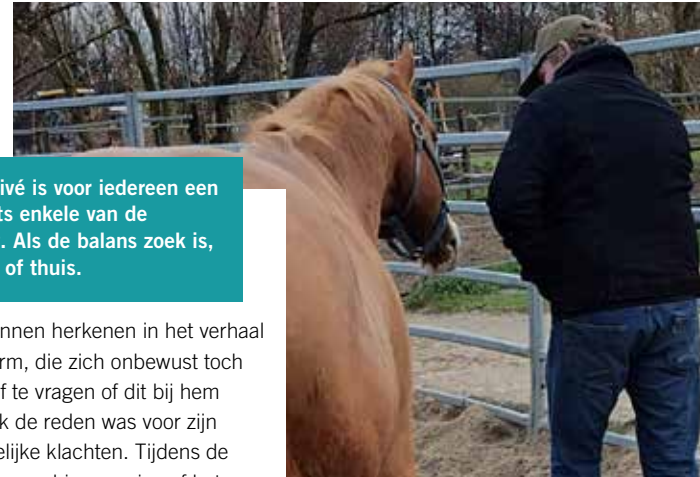 ivé is voor iedereen een
ts enkele van de
. Als de balans zoek is,
of thuis.
nnen herkenen in het verhaal
rm, die zich onbewust toch
f te vragen of dit bij hem
k de reden was voor zijn
elijke klachten. Tijdens de